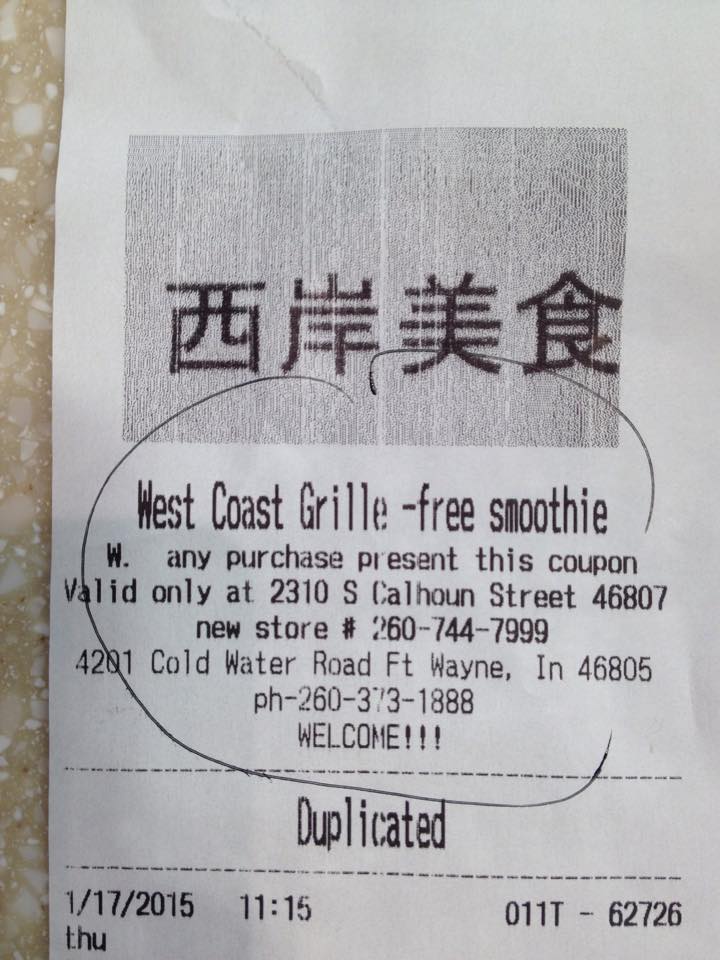 西岸美食
West Coast Grille -free smoothie
W. any purchase present this coupon
Valid only at 2310 S Calhoun Street 46807
new store # 260-744-7999
4201 Cold Water Road Ft Wayne, In 46805
ph-260-373-1888
WELCOME!!!
Duplicated
1/17/2015 11:15 011T - 62726
thu